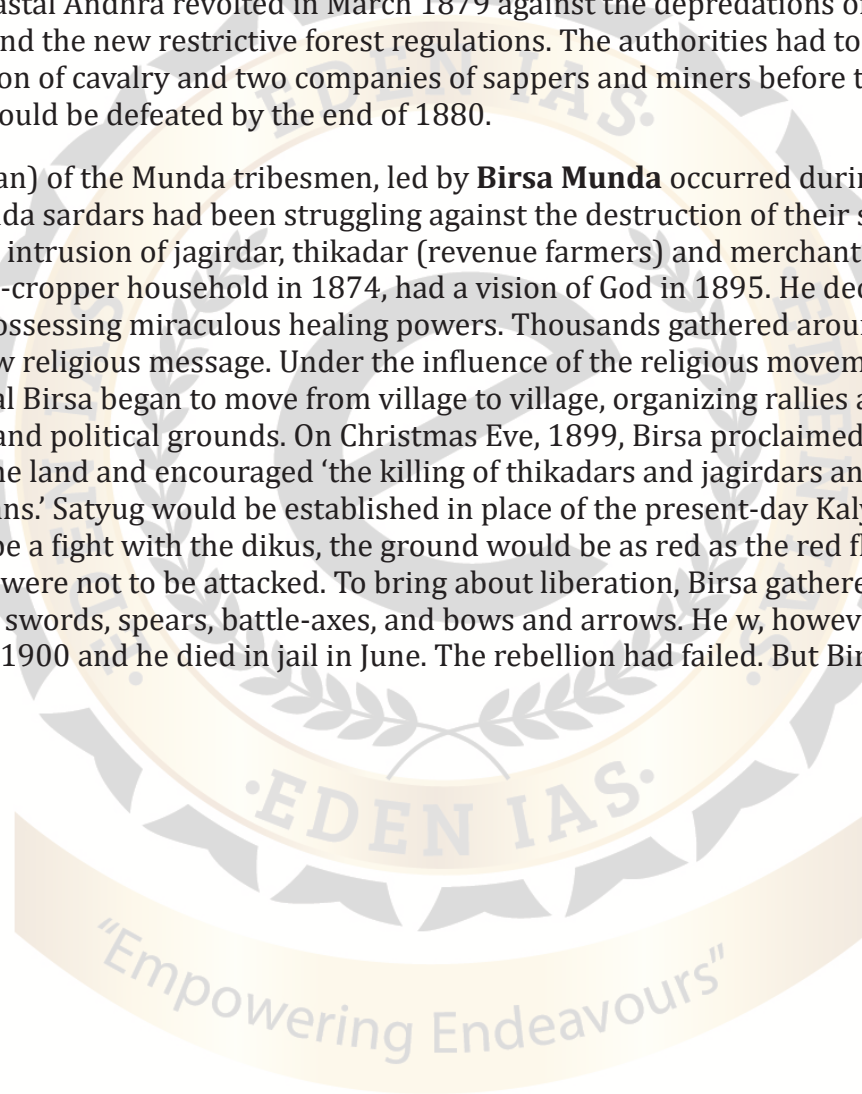 astal Andhra revolted in March 1879 against the depredations of
nd the new restrictive forest regulations. The authorities had to
on of cavalry and two companies of sappers and miners before t
ould be defeated by the end of 1880.
an) of the Munda tribesmen, led by Birsa Munda occurred durin
da sardars had been struggling against the destruction of their s
intrusion of jagirdar, thikadar (revenue farmers) and merchant
-cropper household in 1874, had a vision of God in 1895. He dec
ossessing miraculous healing powers. Thousands gathered arou
w religious message. Under the influence of the religious movem
al Birsa began to move from village to village, organizing rallies a
and political grounds. On Christmas Eve, 1899, Birsa proclaimed
he land and encouraged ‘the killing of thikadars and jagirdars an
ns.’ Satyug would be established in place of the present-day Kaly
be a fight with the dikus, the ground would be as red as the red fl
were not to be attacked. To bring about liberation, Birsa gathere
swords, spears, battle-axes, and bows and arrows. He w, howev
1900 and he died in jail in June. The rebellion had failed. But Bir
EDEN IAS
EDEN IAS
EDEN IAS
·EDEN IAS·
“Empowering Endeavours”